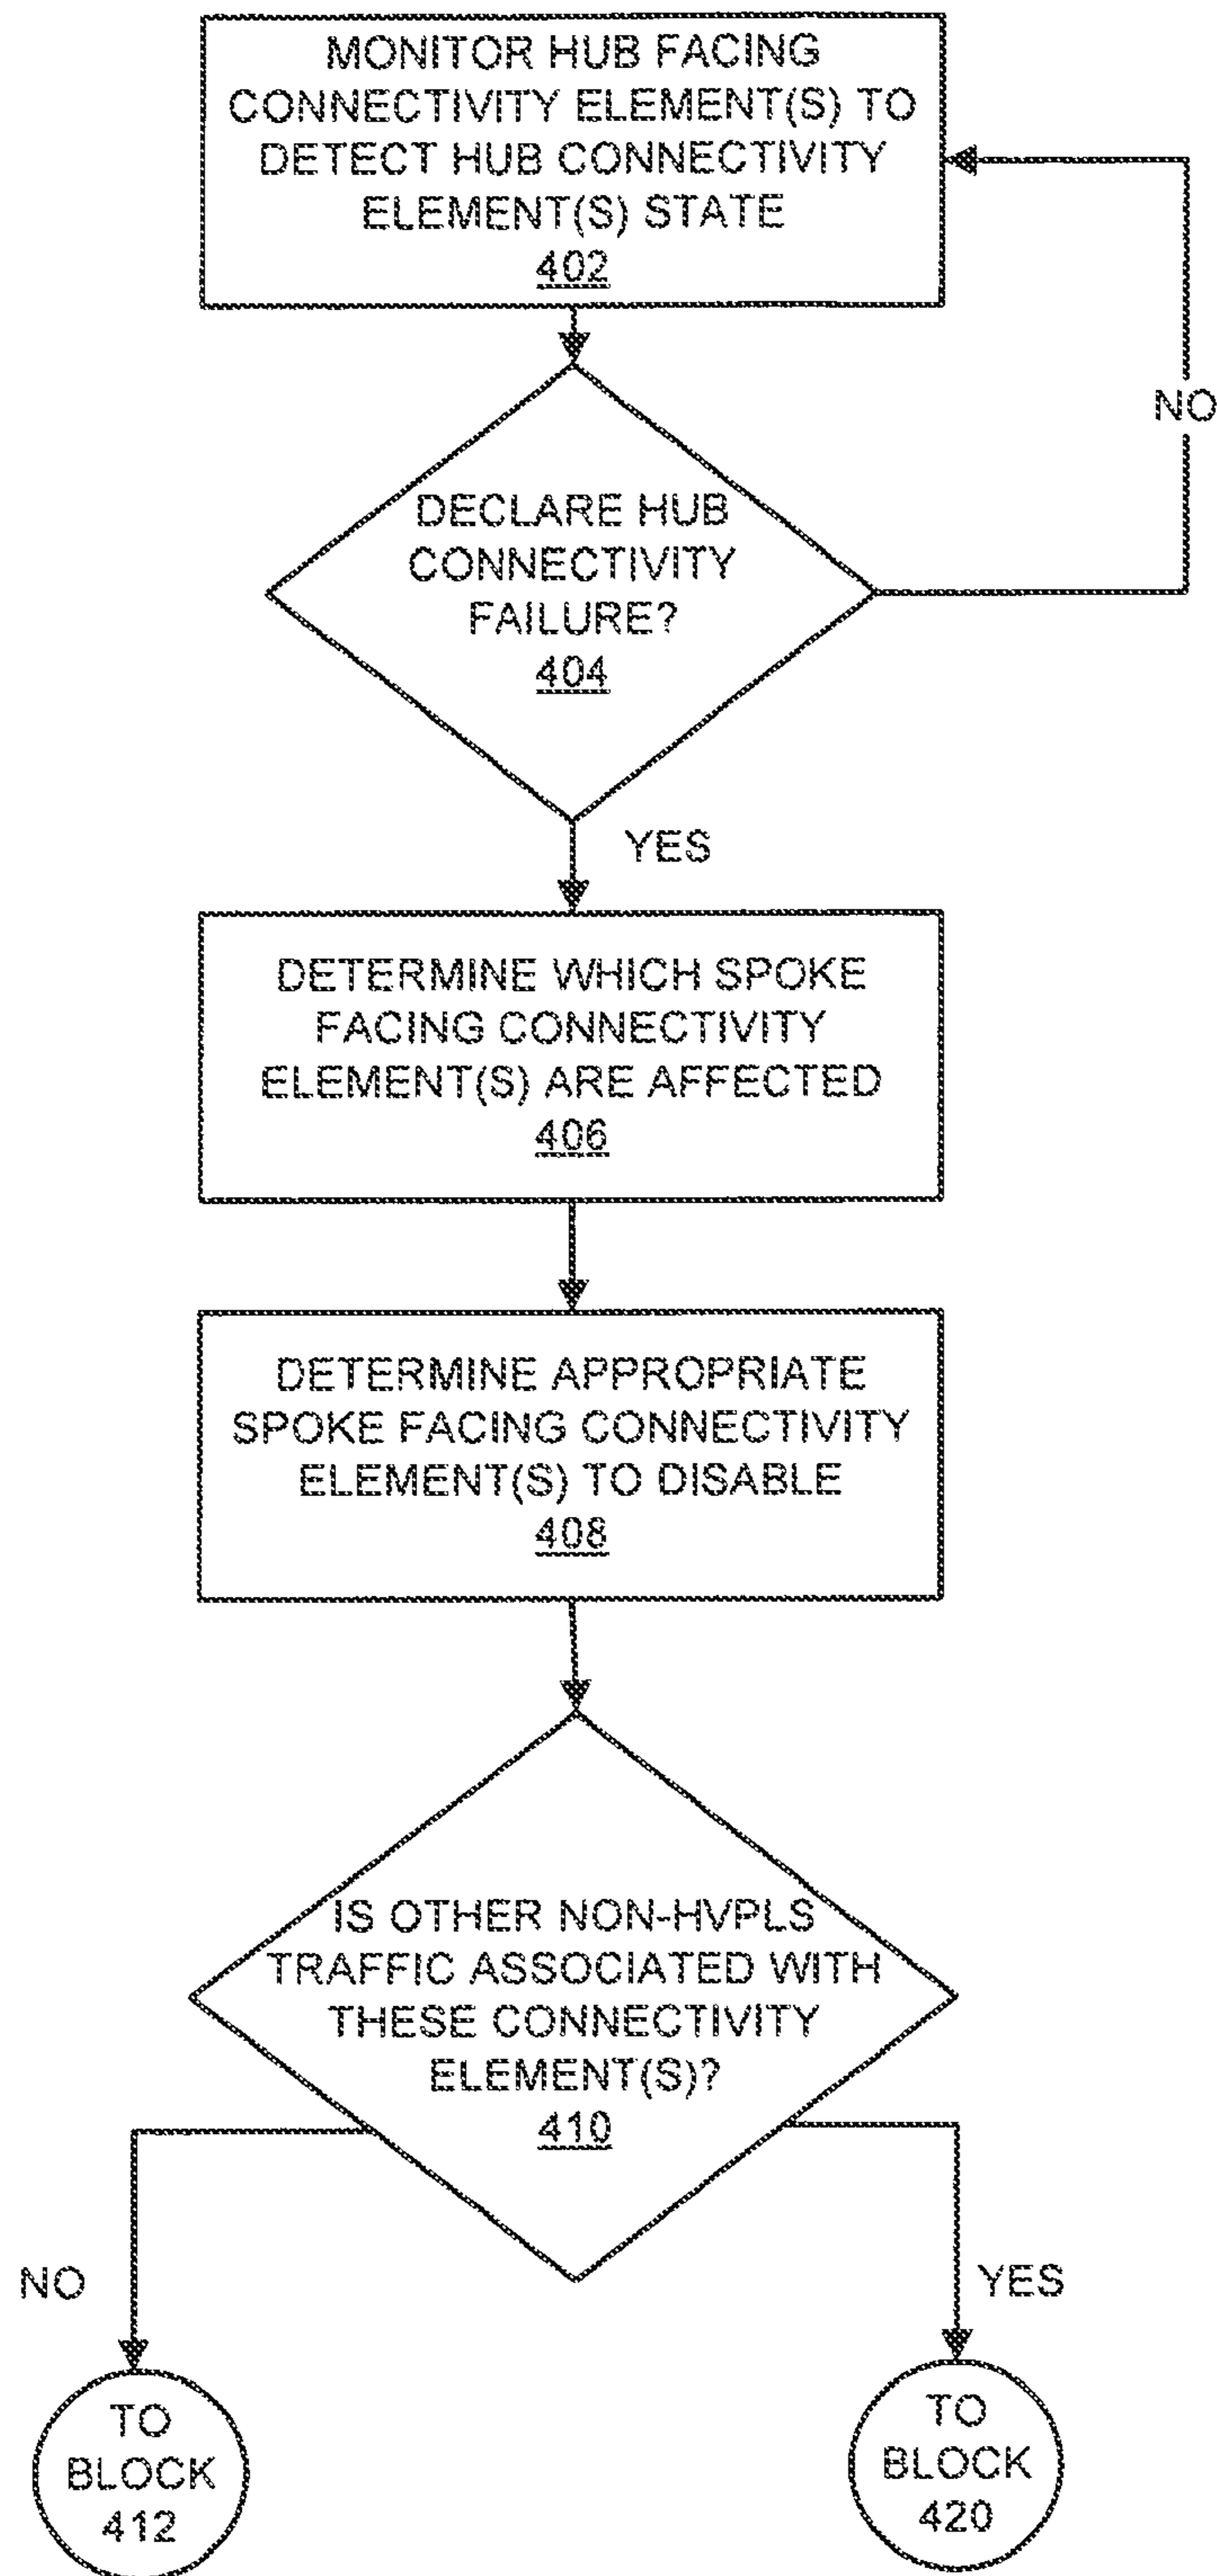 MONITOR HUB FACING
CONNECTIVITY ELEMENT(S) TO
DETECT HUB CONNECTIVITY
ELEMENT(S) STATE
402
NO
DECLARE HUB
CONNECTIVITY
FAILURE?
404
YES
DETERMINE WHICH SPOKE
FACING CONNECTIVITY
ELEMENT(S) ARE AFFECTED
406
DETERMINE APPROPRIATE
SPOKE FACING CONNECTIVITY
ELEMENT(S) TO DISABLE
408
IS OTHER NON-HVPLS
TRAFFIC ASSOCIATED WITH
THESE CONNECTIVITY
ELEMENT(S)?
410
NO
YES
TO
BLOCK
412
TO
BLOCK
420